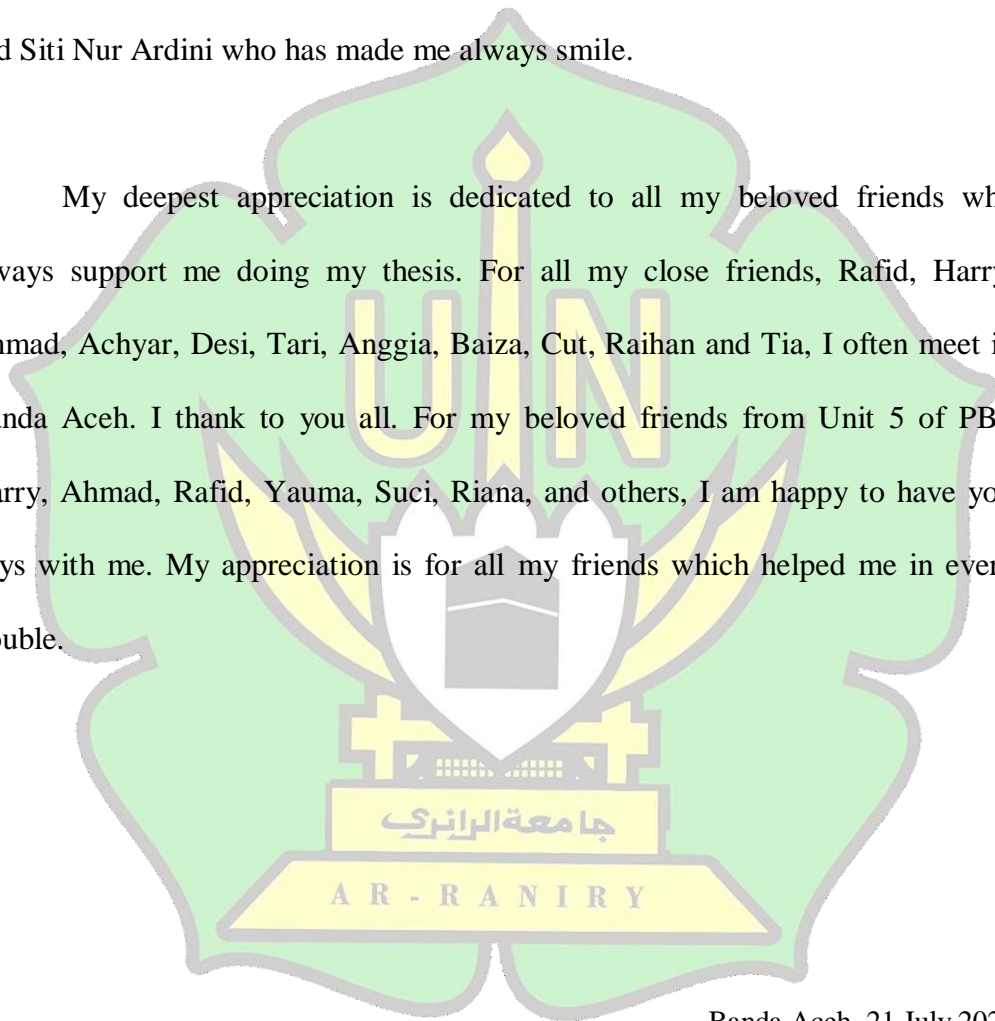 d Siti Nur Ardini who has made me always smile.
My deepest appreciation is dedicated to all my beloved friends wh
ways support me doing my thesis. For all my close friends, Rafid, Harry
hmad, Achyar, Desi, Tari, Anggia, Baiza, Cut, Raihan and Tia, I often meet i
anda Aceh. I thank to you all. For my beloved friends from Unit 5 of PB
arry, Ahmad, Rafid, Yauma, Suci, Riana, and others, I am happy to have yo
ys with me. My appreciation is for all my friends which helped me in ever
ouble.
UIN
جامعة الرانري
AR-RANIRY
Banda Aceh, 21 July 202